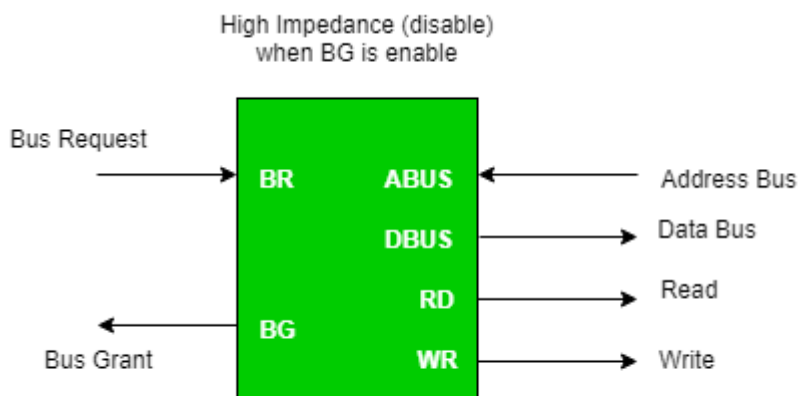 High Impedance (disable)
when BG is enable
Bus Request
BR
ABUS
Address Bus
DBUS
Data Bus
RD
Read
BG
Bus Grant
WR
Write